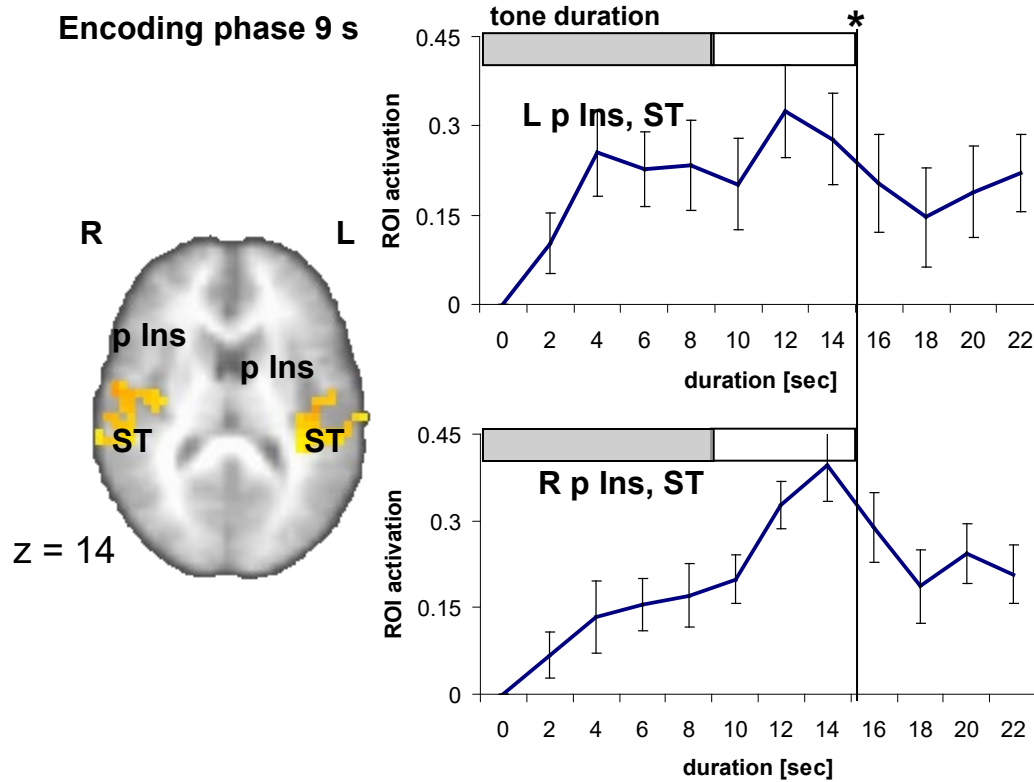 Encoding phase 9 s
R
L
p Ins
p Ins
ST
ST
z = 14
tone duration
*
0.45
0.3
0.15
0
ROI activation
L p Ins, ST
0 2 4 6 8 10 12 14 16 18 20 22
duration [sec]
0.45
0.3
0.15
0
ROI activation
R p Ins, ST
0 2 4 6 8 10 12 14 16 18 20 22
duration [sec]